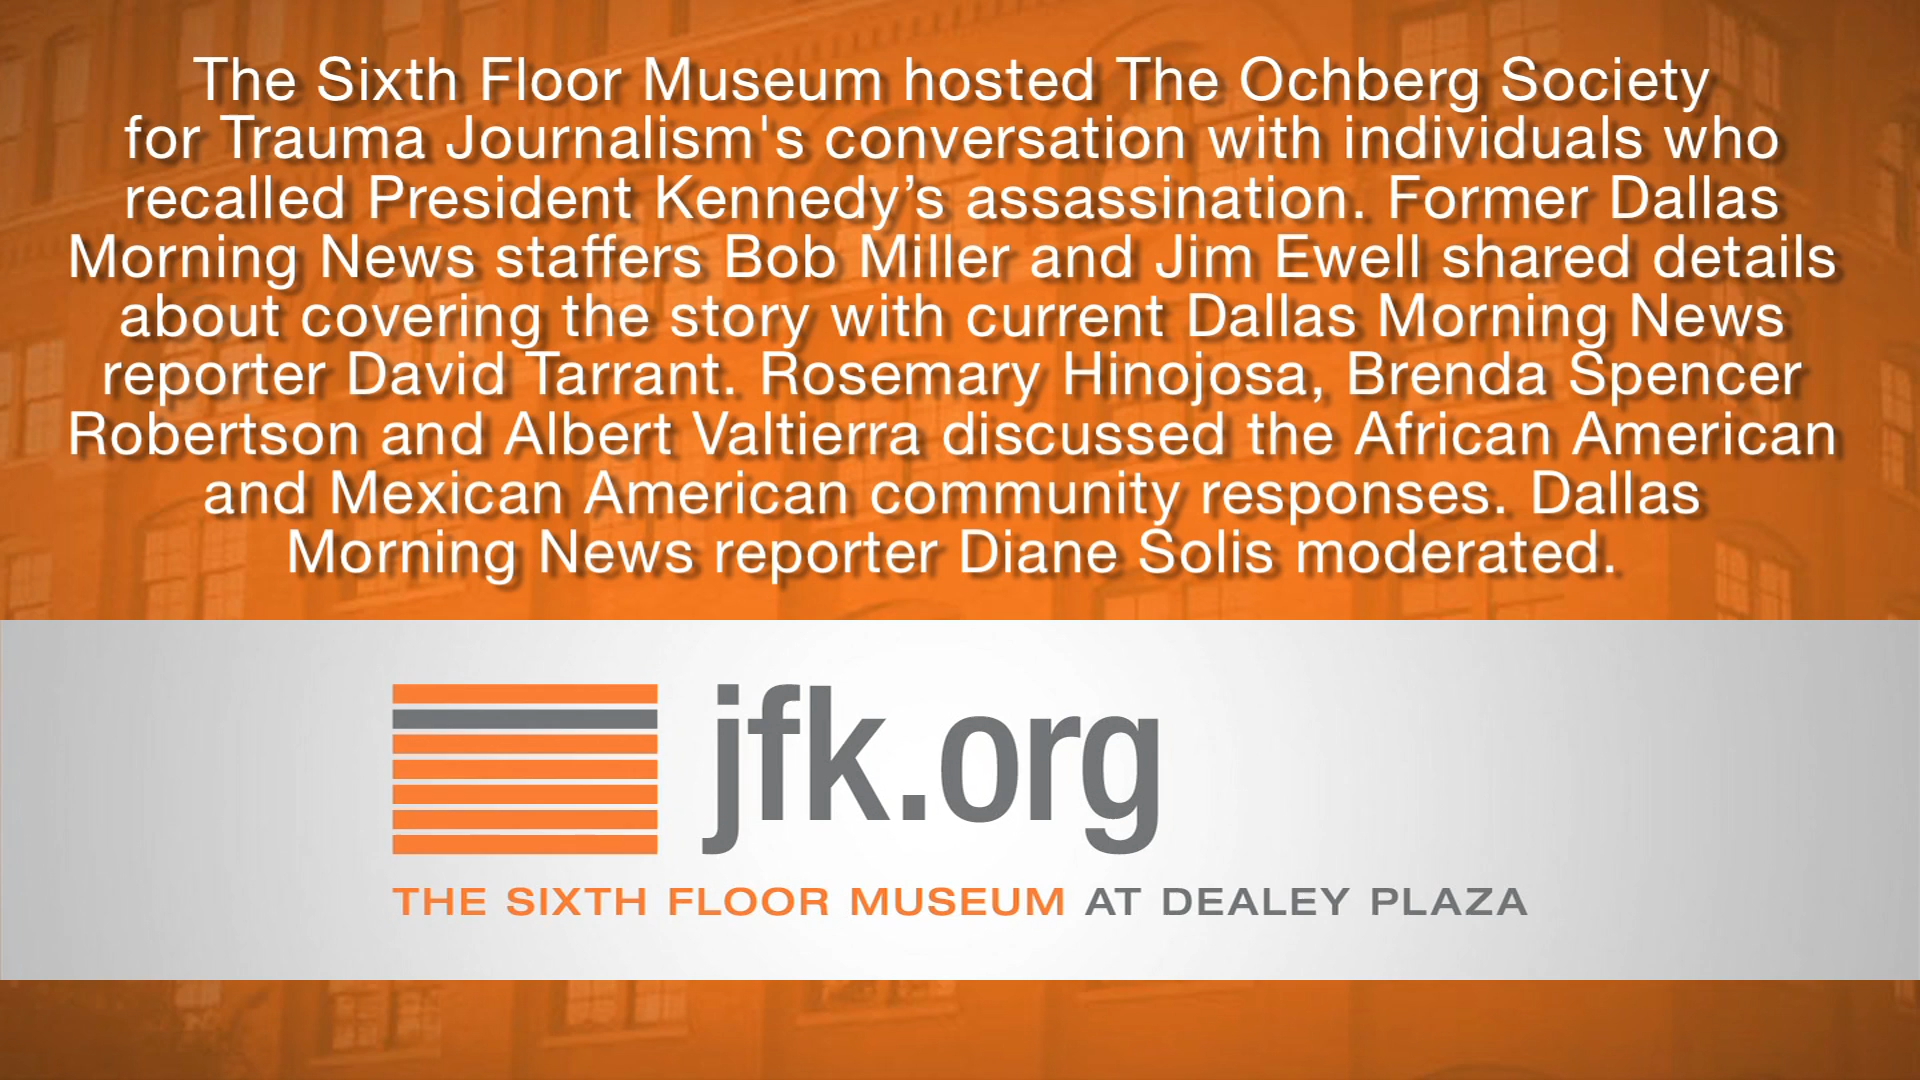 The Sixth Floor Museum hosted The Ochberg Society
for Trauma Journalism's conversation with individuals who
recalled President Kennedy’s assassination. Former Dallas
Morning News staffers Bob Miller and Jim Ewell shared details
about covering the story with current Dallas Morning News
reporter David Tarrant. Rosemary Hinojosa, Brenda Spencer
Robertson and Albert Valtierra discussed the African American
and Mexican American community responses. Dallas
Morning News reporter Diane Solis moderated.
jfk.org
THE SIXTH FLOOR MUSEUM AT DEALEY PLAZA